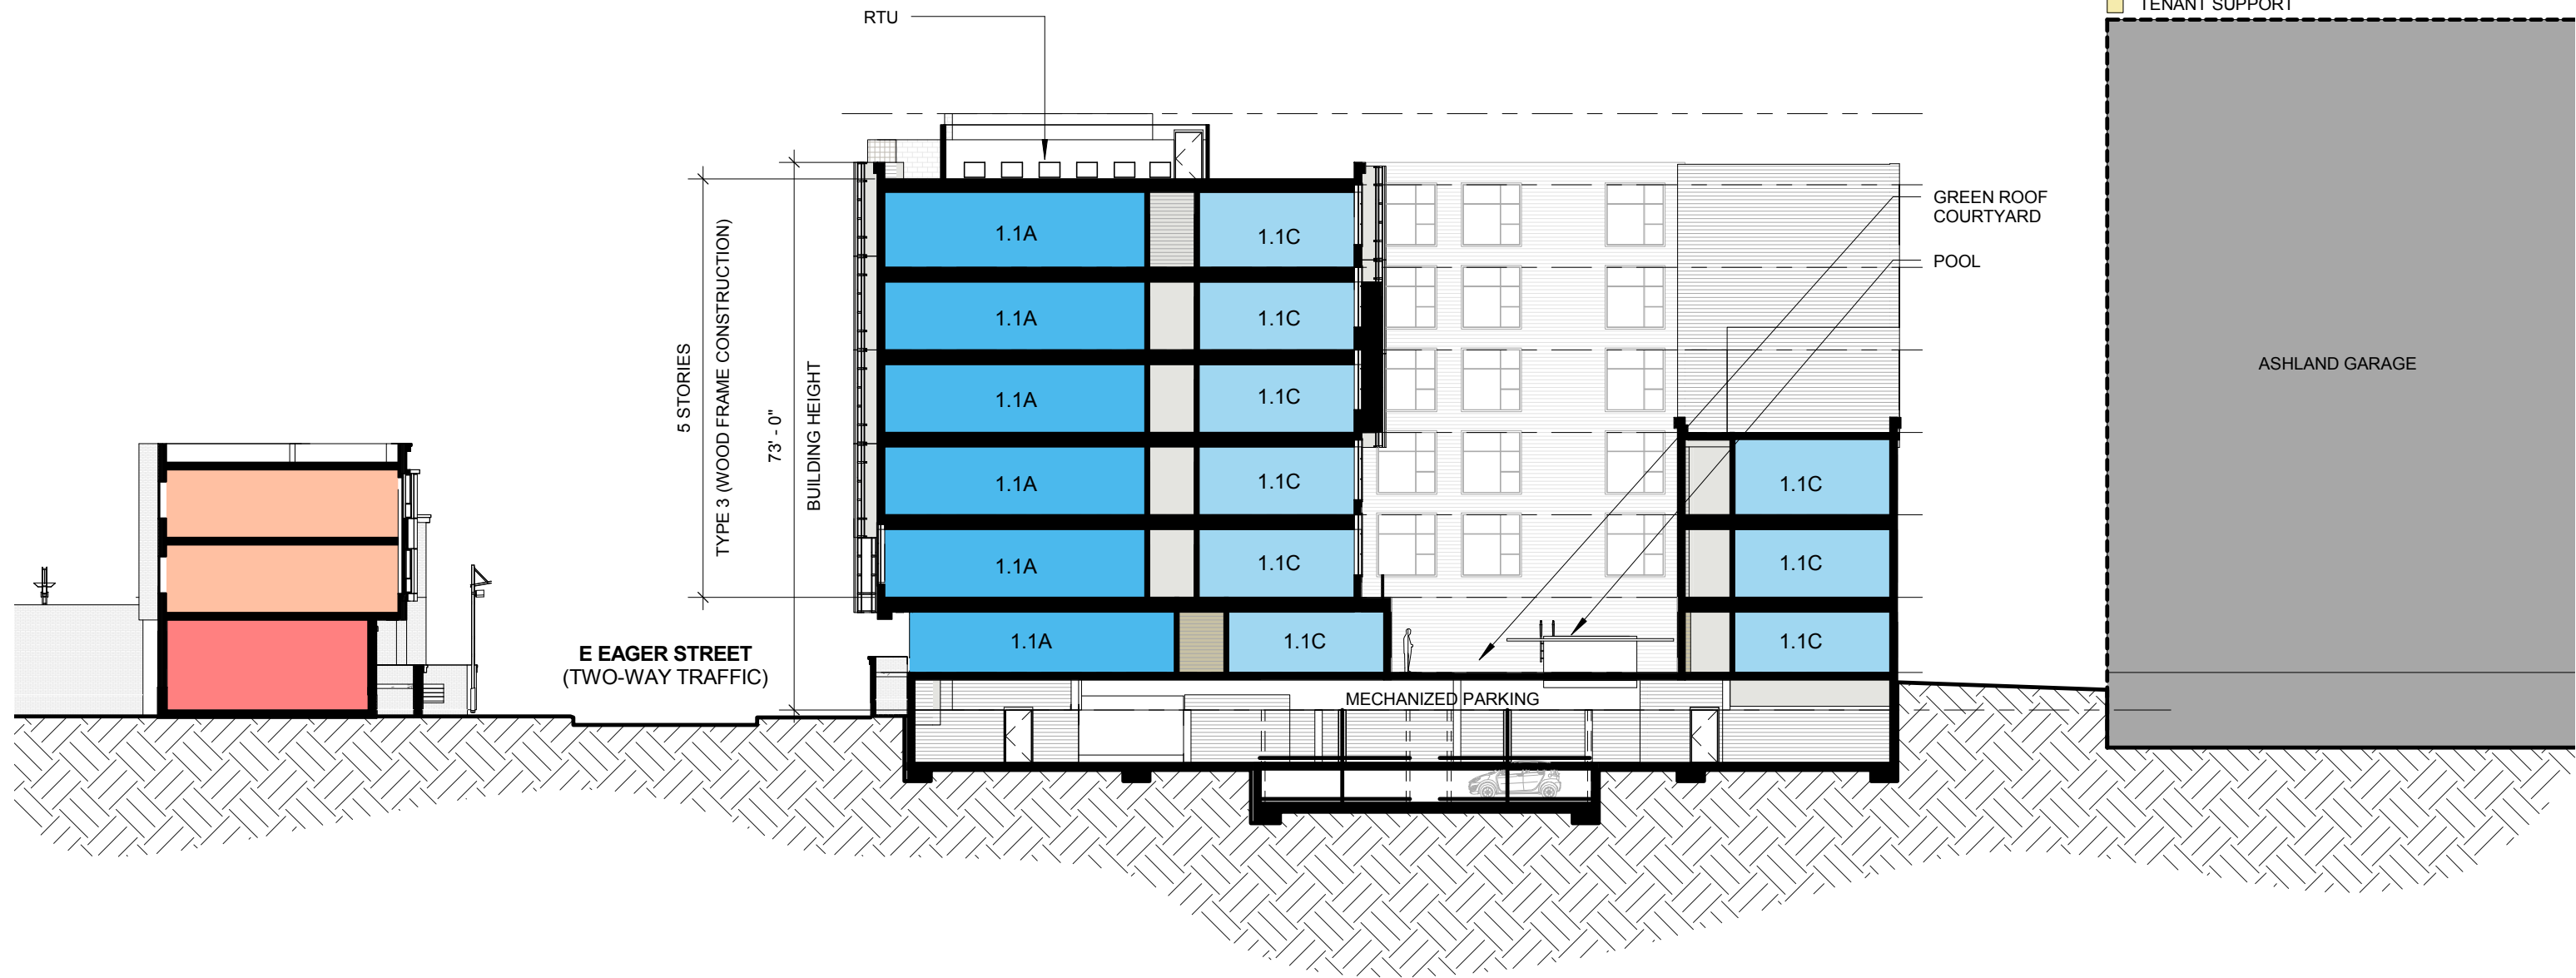 TENANT SUPPORT
RTU
GREEN ROOF
COURTYARD
POOL
ASHLAND GARAGE
5 STORIES
TYPE 3 (WOOD FRAME CONSTRUCTION)
73' - 0"
BUILDING HEIGHT
1.1A
1.1C
1.1A
1.1C
1.1A
1.1C
1.1A
1.1C
1.1C
1.1A
1.1C
1.1C
1.1A
1.1C
1.1C
E EAGER STREET
(TWO-WAY TRAFFIC)
MECHANIZED PARKING